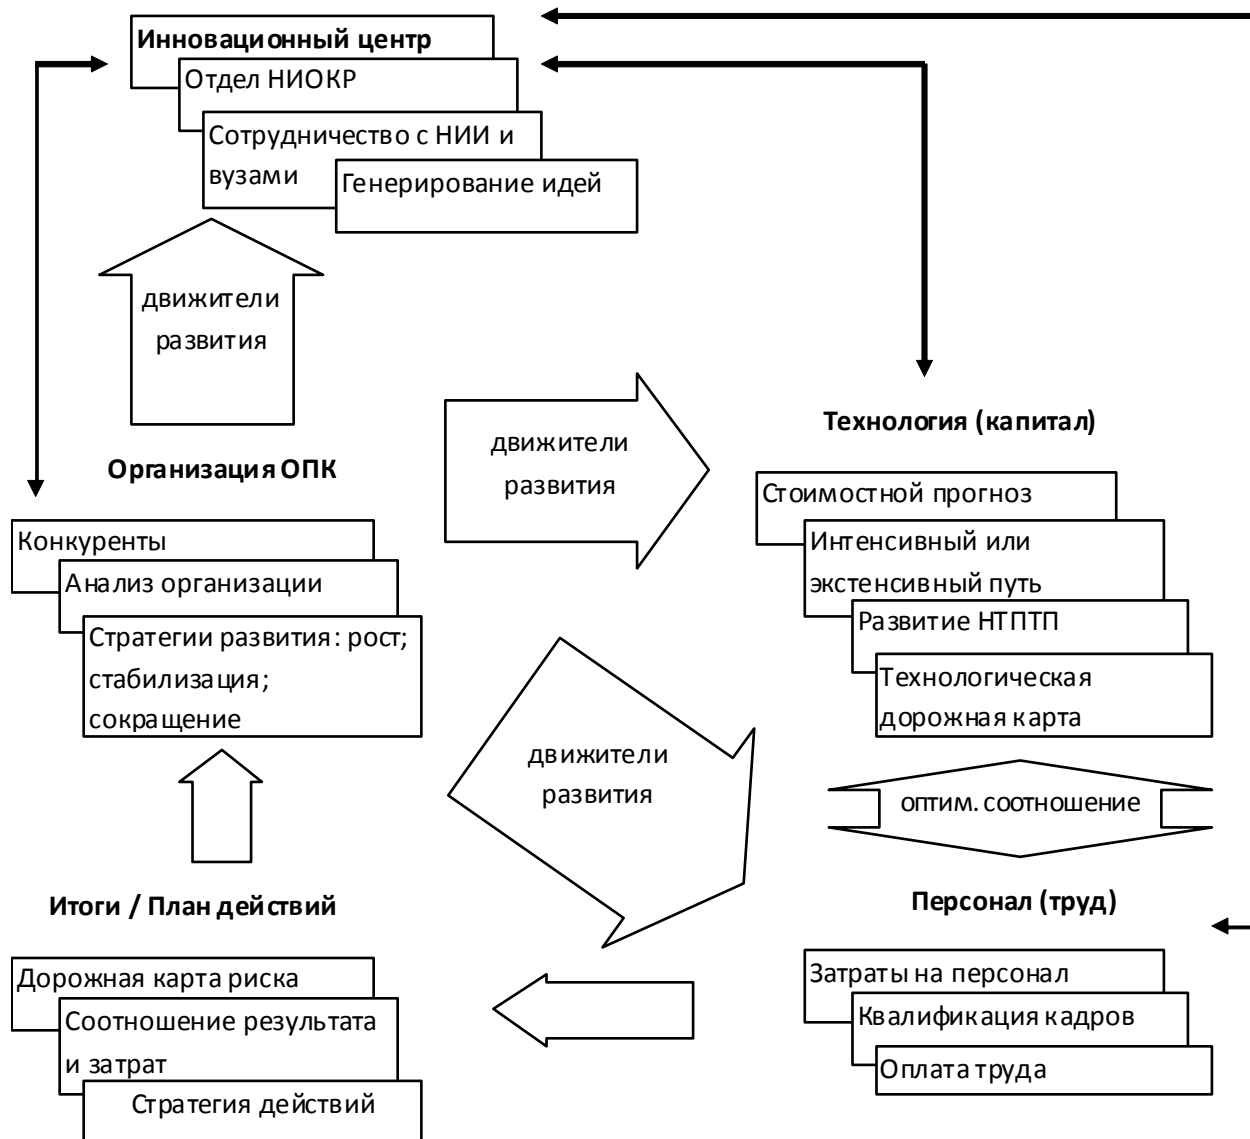 Инновационный центр
Отдел НИОКР
Сотрудничество с НИИ и
вузами
Генерирование идей
движители
развития
Организация ОПК
Конкуренты
Анализ организации
Стратегии развития: рост;
стабилизация;
сокращение
движители
развития
Технология (капитал)
Стоимостной прогноз
Интенсивный или
экстенсивный путь
Развитие НТПТП
Технологическая
дорожная карта
движители
развития
оптим. соотношение
Итоги / План действий
Дорожная карта риска
Соотношение результата
и затрат
Стратегия действий
Персонал (труд)
Затраты на персонал
Квалификация кадров
Оплата труда